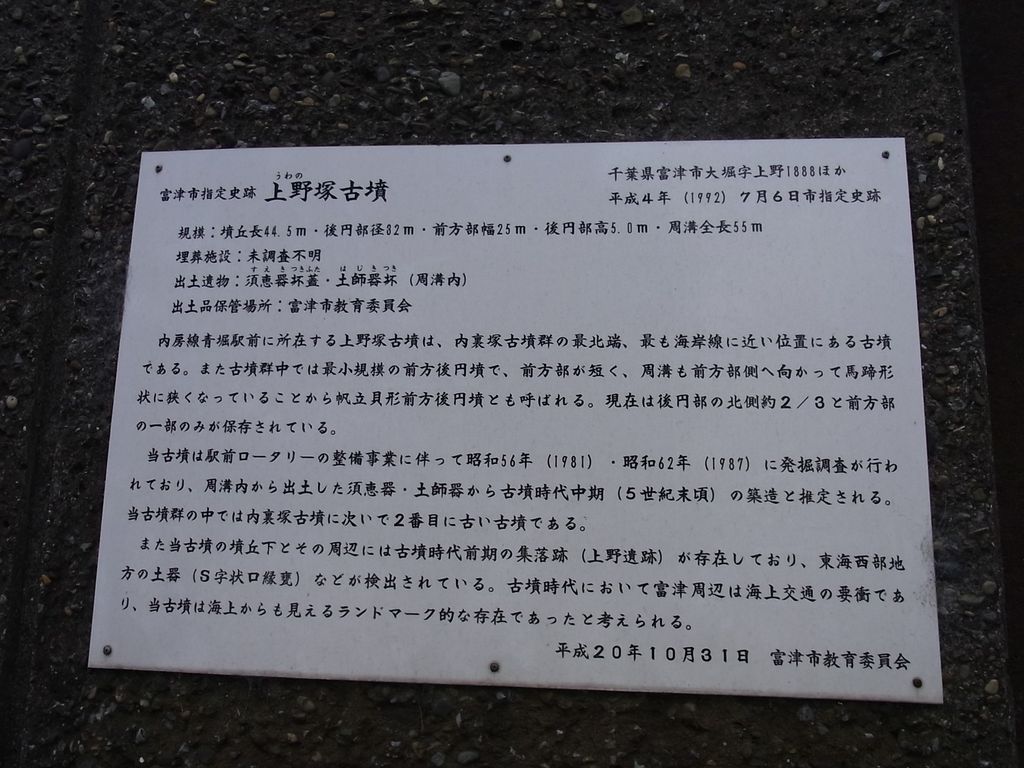 富津市指定史跡 上野塚古墳 うわの
千葉県富津市大堀字上野1888ほか
平成4年(1992)7月6日市指定史跡
規模：墳丘長44.5m・後円部径32m・前方部幅25m・後円部高5.0m・周溝全長55m
埋葬施設：未調査不明
出土遺物：須恵器坏蓋・土師器坏(周溝内) すえきつきふた はじきつき
出土品保管場所：富津市教育委員会
内房線青堀駅前に所在する上野塚古墳は、内裏塚古墳群の最北端、最も海岸線に近い位置にある古墳
である。また古墳群中では最小規模の前方後円墳で、前方部が短く、周溝も前方部側へ向かって馬蹄形
状に狭くなっていることから帆立貝形前方後円墳とも呼ばれる。現在は後円部の北側約2/3と前方部
の一部のみが保存されている。
当古墳は駅前ロータリーの整備事業に伴って昭和56年(1981)・昭和62年(1987)に発掘調査が行わ
れており、周溝内から出土した須恵器・土師器から古墳時代中期(5世紀末頃)の築造と推定される。
当古墳群の中では内裏塚古墳に次いで2番目に古い古墳である。
また当古墳の墳丘下とその周辺には古墳時代前期の集落跡(上野遺跡)が存在しており、東海西部地
方の土器(S字状口縁甕)などが検出されている。古墳時代において富津周辺は海上交通の要衝であ
り、当古墳は海上からも見えるランドマーク的な存在であったと考えられる。
平成20年10月31日 富津市教育委員会